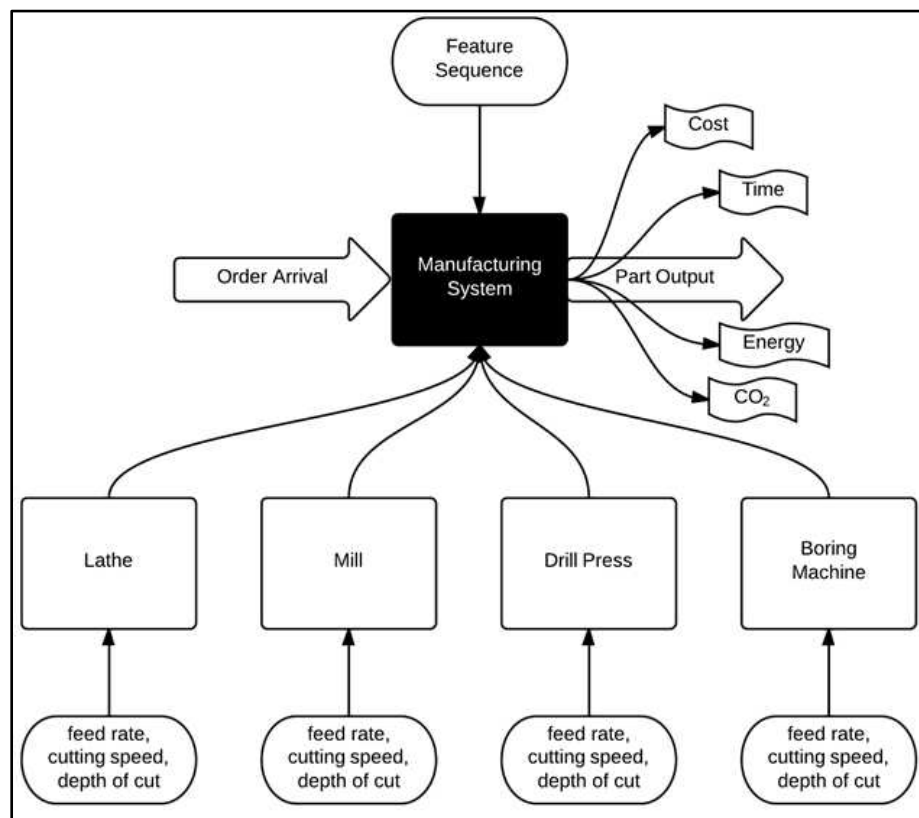 Feature
Sequence
Cost
Time
Order Arrival
Manufacturing
System
Part Output
Energy
CO₂
Lathe
Mill
Drill Press
Boring
Machine
feed rate,
cutting speed,
depth of cut
feed rate,
cutting speed,
depth of cut
feed rate,
cutting speed,
depth of cut
feed rate,
cutting speed,
depth of cut